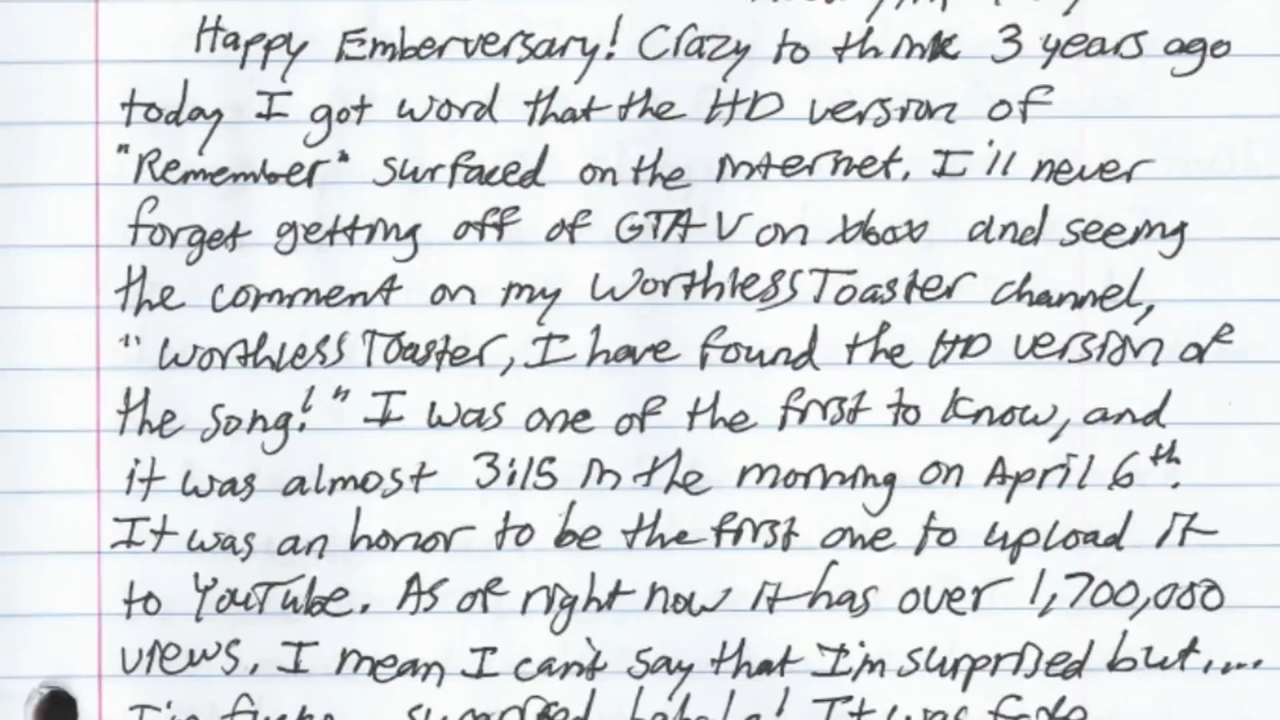 Happy Emberversary! Crazy to think 3 years ago
today I got word that the HD version of
"Remember" surfaced on the internet. I'll never
forget getting off of GTA V on xbox and seeing
the comment on my WorthlessToaster channel,
"WorthlessToaster, I have found the HD version of
the song!" I was one of the first to know, and
it was almost 3:15 in the morning on April 6th.
It was an honor to be the first one to upload it
to YouTube. As of right now it has over 1,700,000
views. I mean I can't say that I'm surprised but....
I'm surprised It was fate